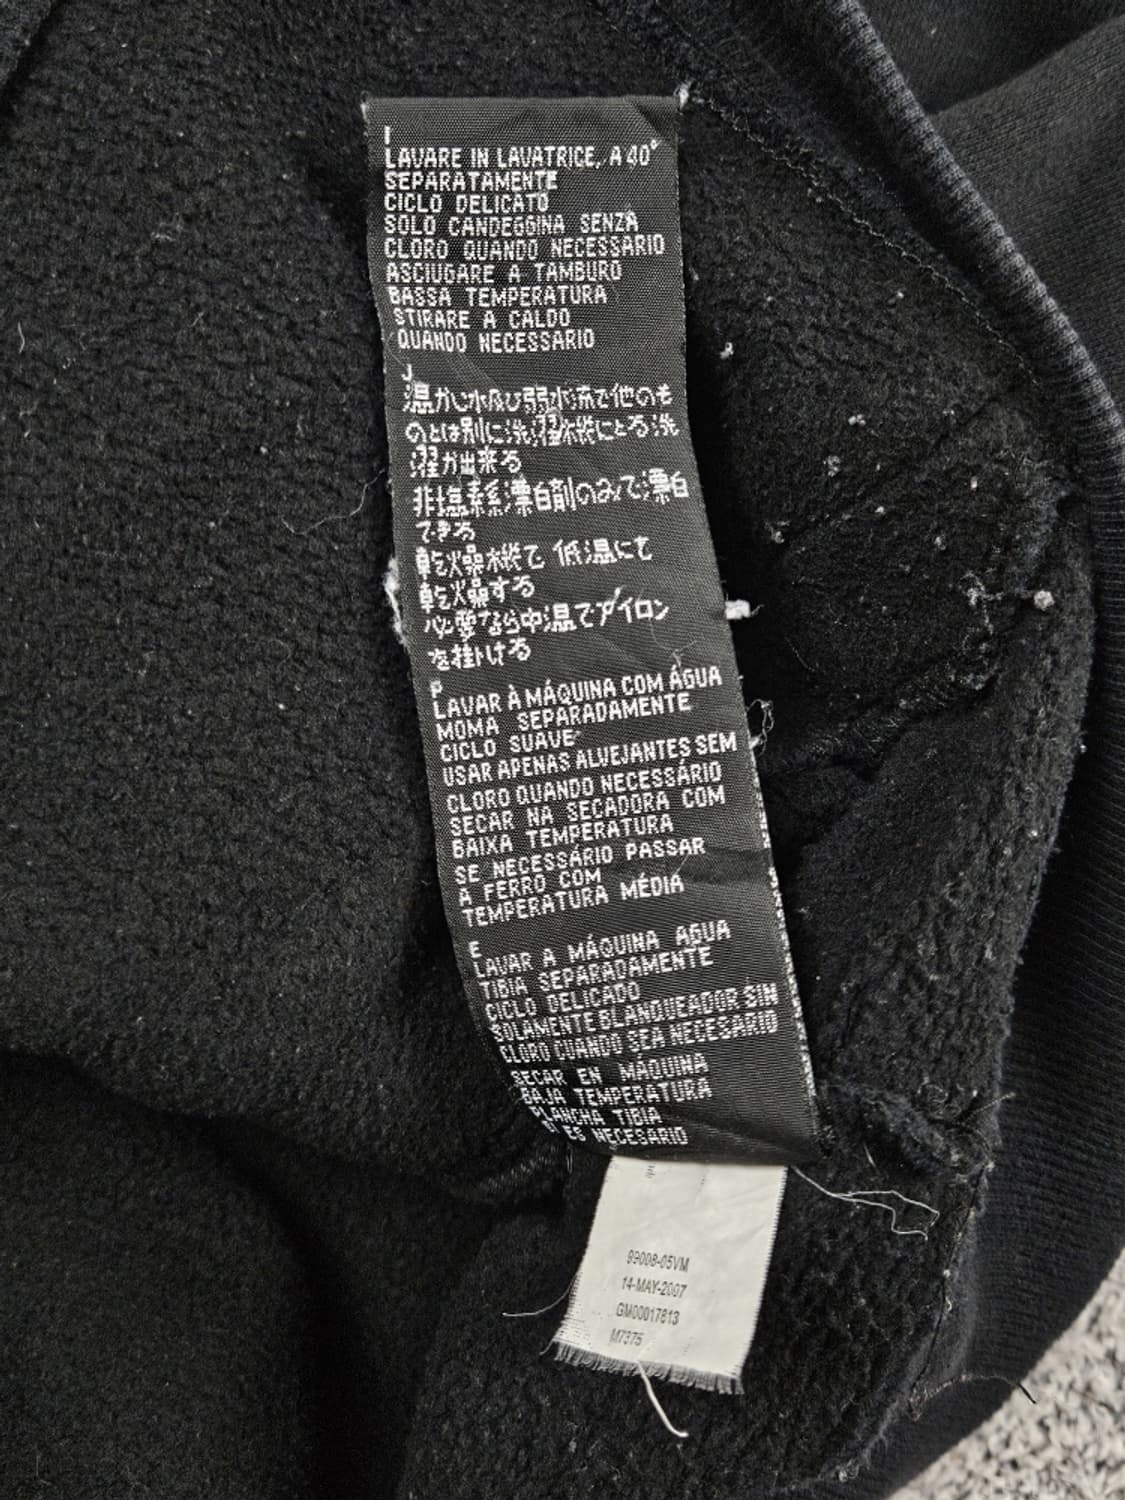 I
LAVARE IN LAVATRICE, A 40°
SEPARATAMENTE
CICLO DELICATO
SOLO CANDEGGINA SENZA
CLORO QUANDO NECESSARIO
ASCIUGARE A TAMBURO
BASSA TEMPERATURA
STIRARE A CALDO
QUANDO NECESSARIO
J
温かい水及び弱水流で他のも
のとは別に洗濯機にとる洗
濯が出来る
非塩素系漂白剤のみで漂白
できる
乾燥機で 低温にて
乾燥する
必要なら中温でアイロン
を掛ける
P
LAVAR À MÁQUINA COM ÁGUA
MORNA SEPARADAMENTE
CICLO SUAVE
USAR APENAS ALVEJANTES SEM
CLORO QUANDO NECESSÁRIO
SECAR NA SECADORA COM
BAIXA TEMPERATURA
SE NECESSÁRIO PASSAR
A FERRO COM
TEMPERATURA MÉDIA
E
LAVAR A MÁQUINA AGUA
TIBIA SEPARADAMENTE
CICLO DELICADO
SOLAMENTE BLANQUEADOR SIN
CLORO CUANDO SEA NECESARIO
SECAR EN MÁQUINA
BAJA TEMPERATURA
PLANCHA TIBIA
SI ES NECESARIO
99008-05VM
14-MAY-2007
GM00017813
M7375